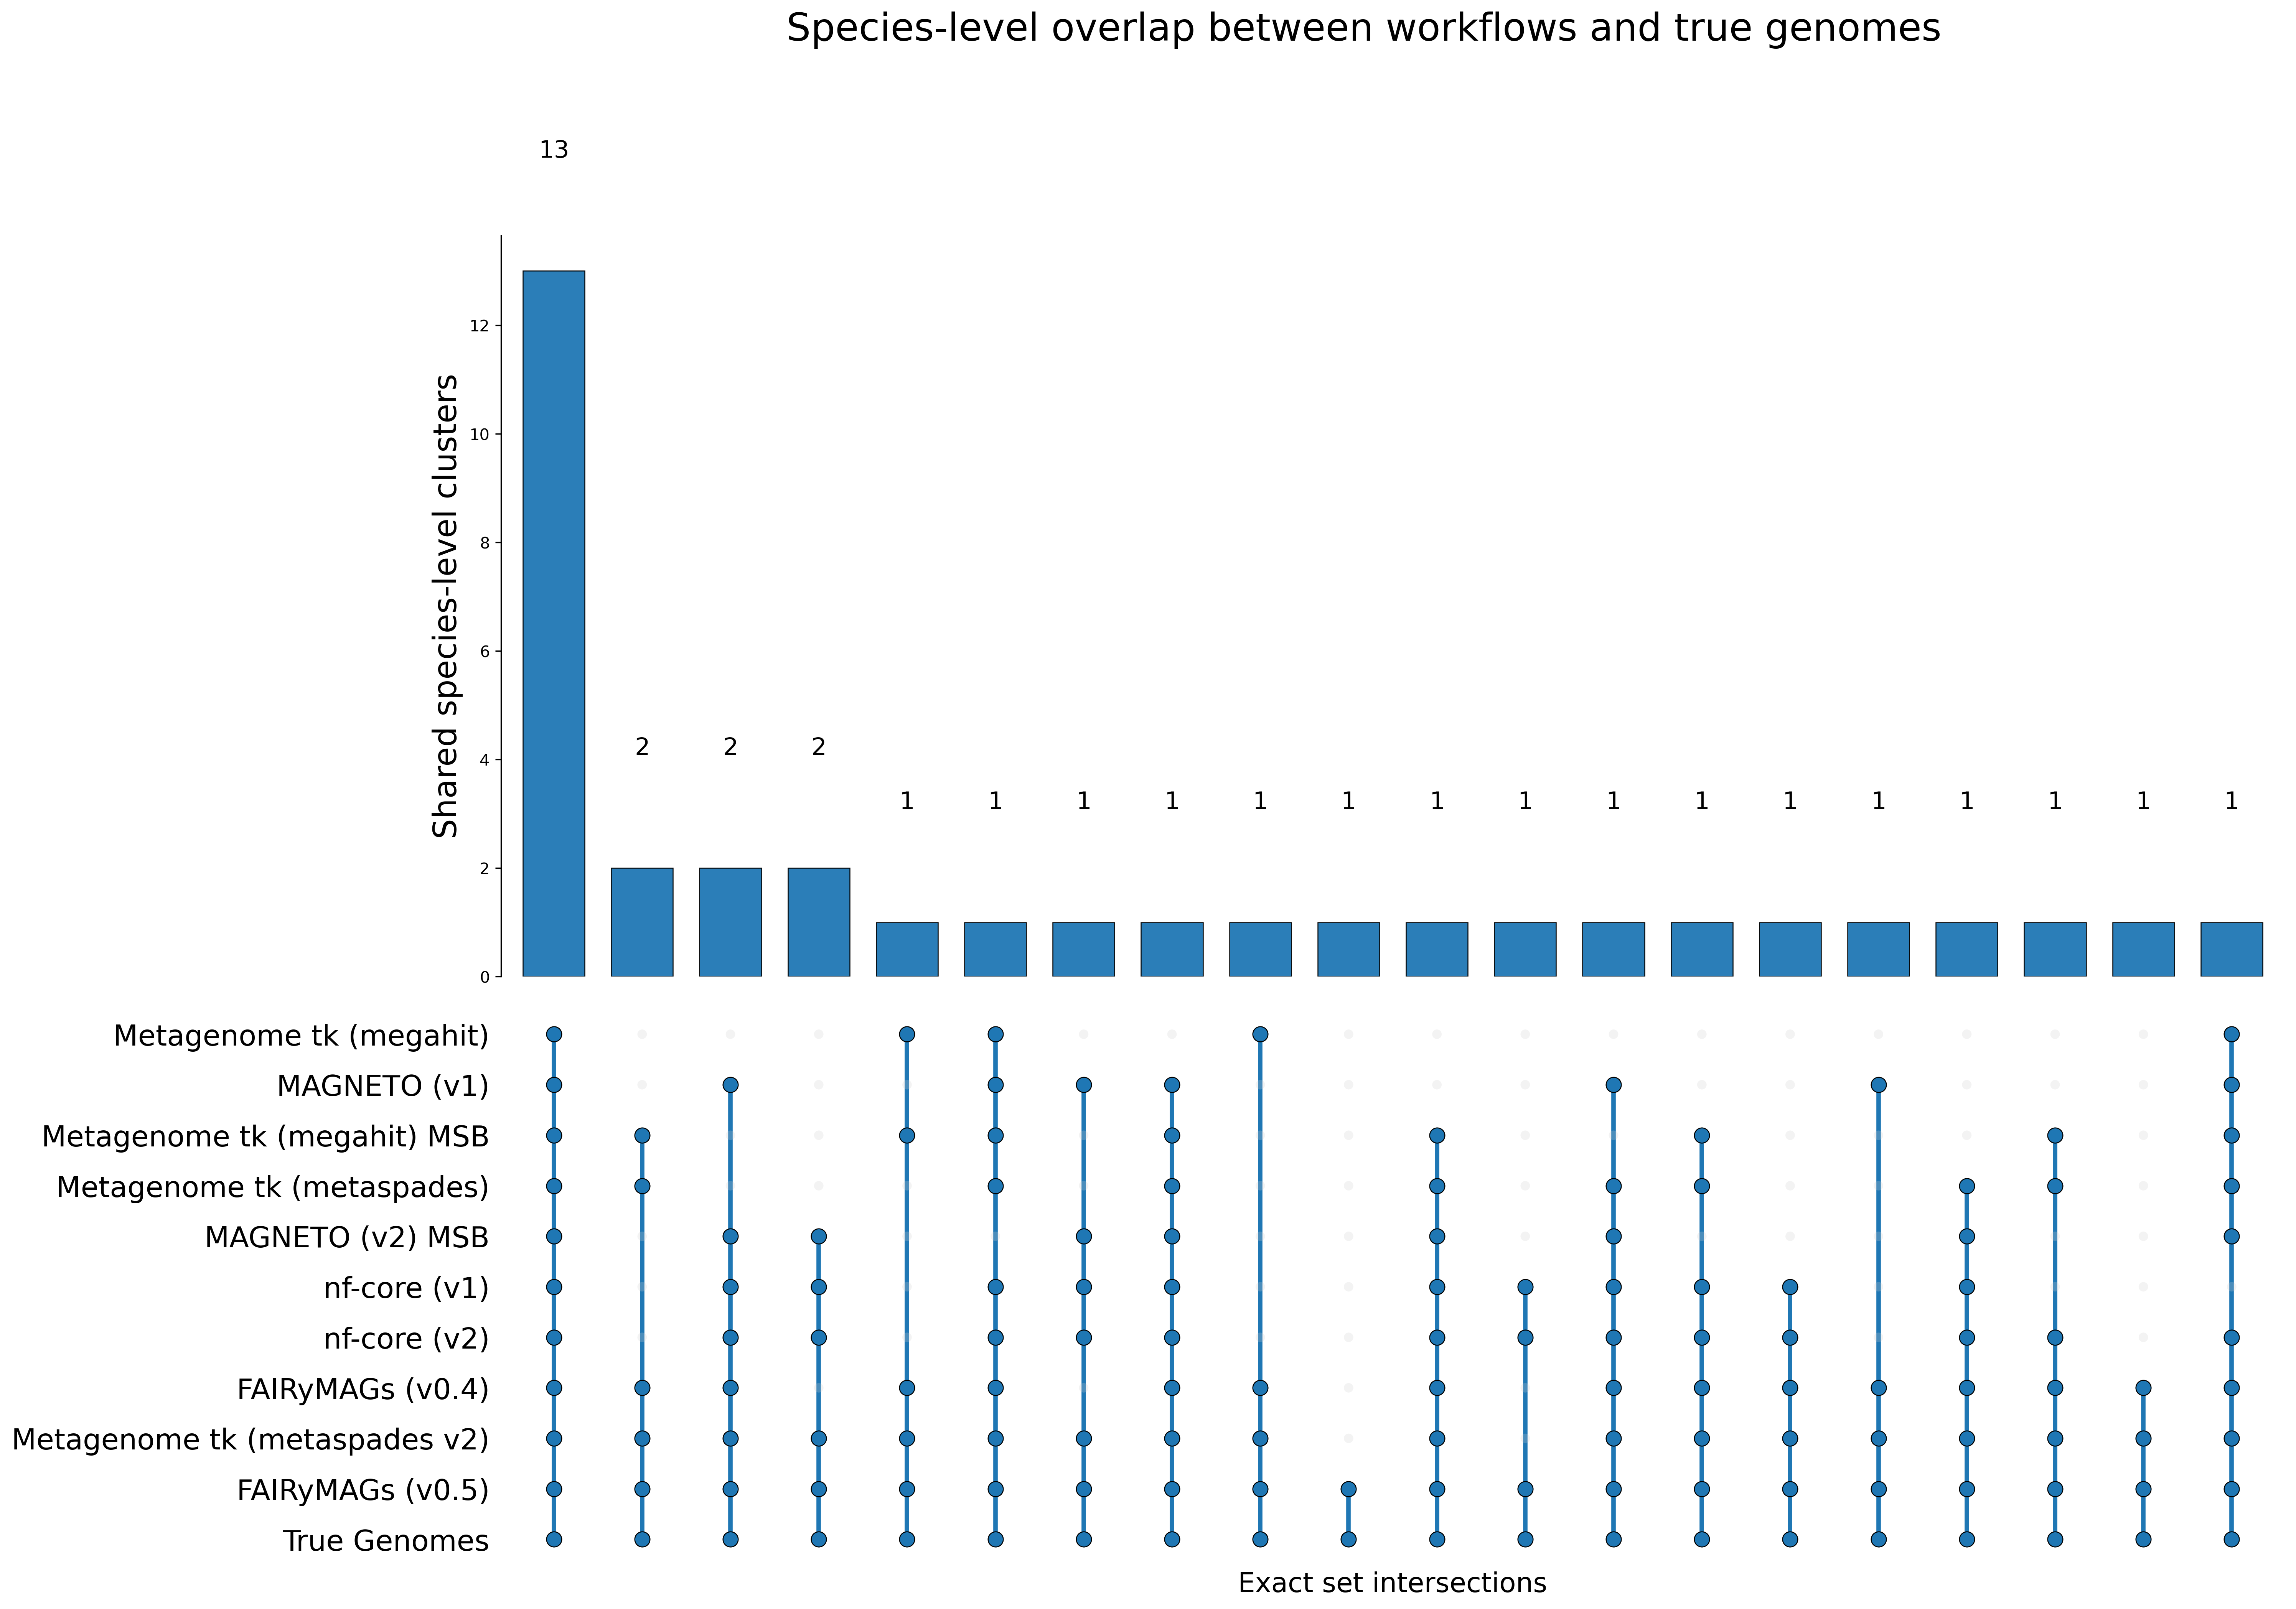 Species-level overlap between workflows and true genomes
13
12
10
8
6
4
2
0
Shared species-level clusters
2 2 2
1 1 1 1 1 1 1 1 1 1 1 1 1 1 1 1
Metagenome tk (megahit)
MAGNETO (v1)
Metagenome tk (megahit) MSB
Metagenome tk (metaspades)
MAGNETO (v2) MSB
nf-core (v1)
nf-core (v2)
FAIRyMAGs (v0.4)
Metagenome tk (metaspades v2)
FAIRyMAGs (v0.5)
True Genomes
Exact set intersections